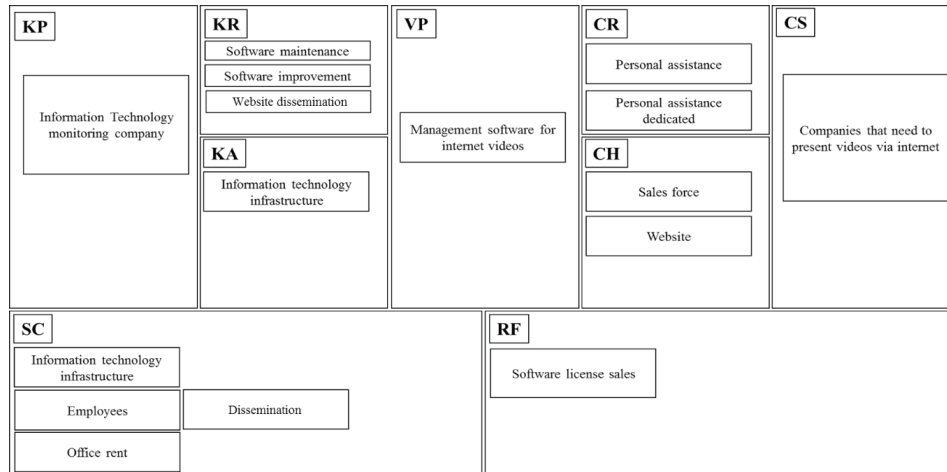 KP
Information Technology
monitoring company
KR
Software maintenance
Software improvement
Website dissemination
KA
Information technology
infrastructure
VP
Management software for
internet videos
CR
Personal assistance
Personal assistance
dedicated
CH
Sales force
Website
CS
Companies that need to
present videos via internet
SC
Information technology
infrastructure
Employees
Dissemination
Office rent
RF
Software license sales